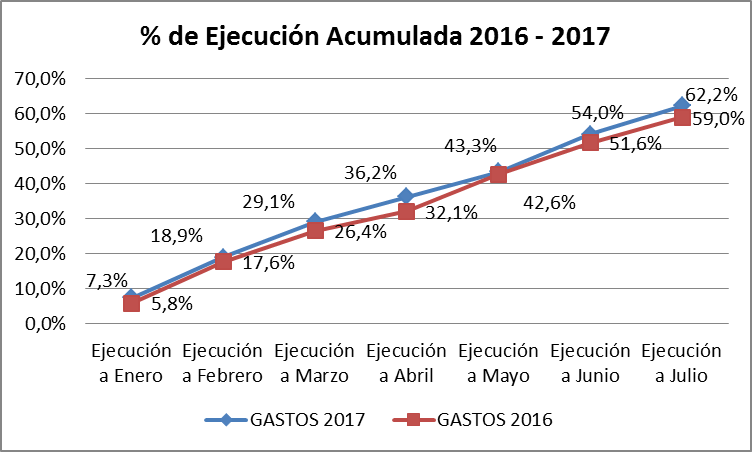 % de Ejecución Acumulada 2016 - 2017
70,0%
60,0%
50,0%
40,0%
30,0%
20,0%
10,0%
0,0%
7,3%
18,9%
29,1%
36,2%
43,3%
54,0%
62,2%
5,8%
17,6%
26,4%
32,1%
42,6%
51,6%
59,0%
Ejecución
a Enero
Ejecución
a Febrero
Ejecución
a Marzo
Ejecución
a Abril
Ejecución
a Mayo
Ejecución
a Junio
Ejecución
a Julio
GASTOS 2017
GASTOS 2016